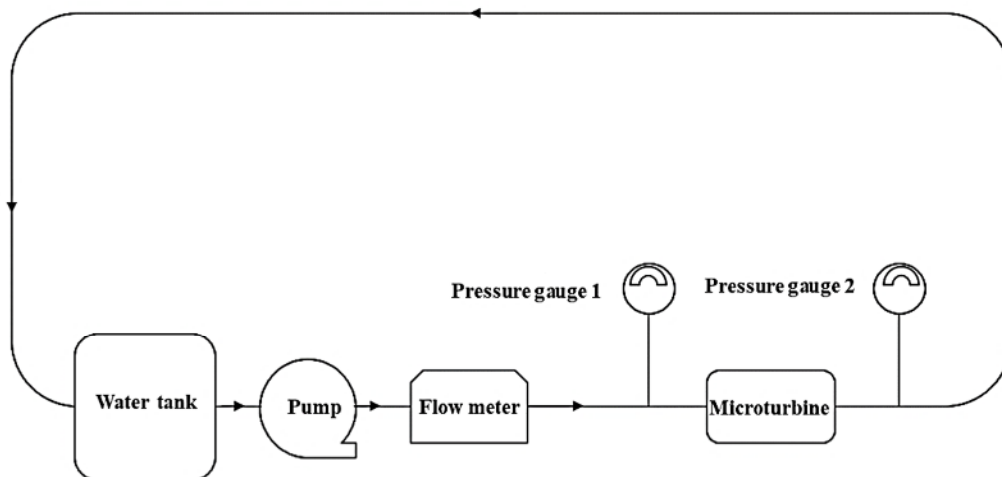 Pressure gauge 1
Pressure gauge 2
Water tank
Pump
Flow meter
Microturbine